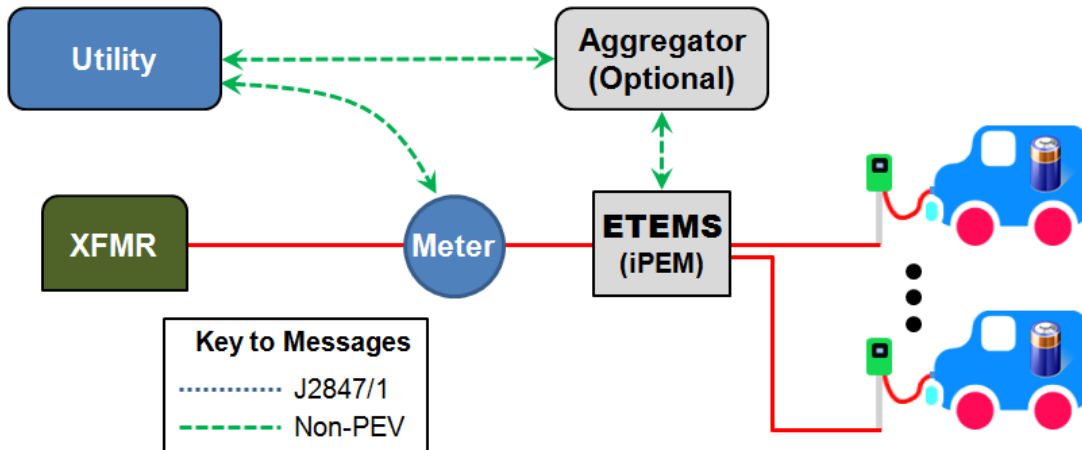 Utility
Aggregator
(Optional)
XFMR
Meter
ETEMS
(iPEM)
Key to Messages
J2847/1
Non-PEV